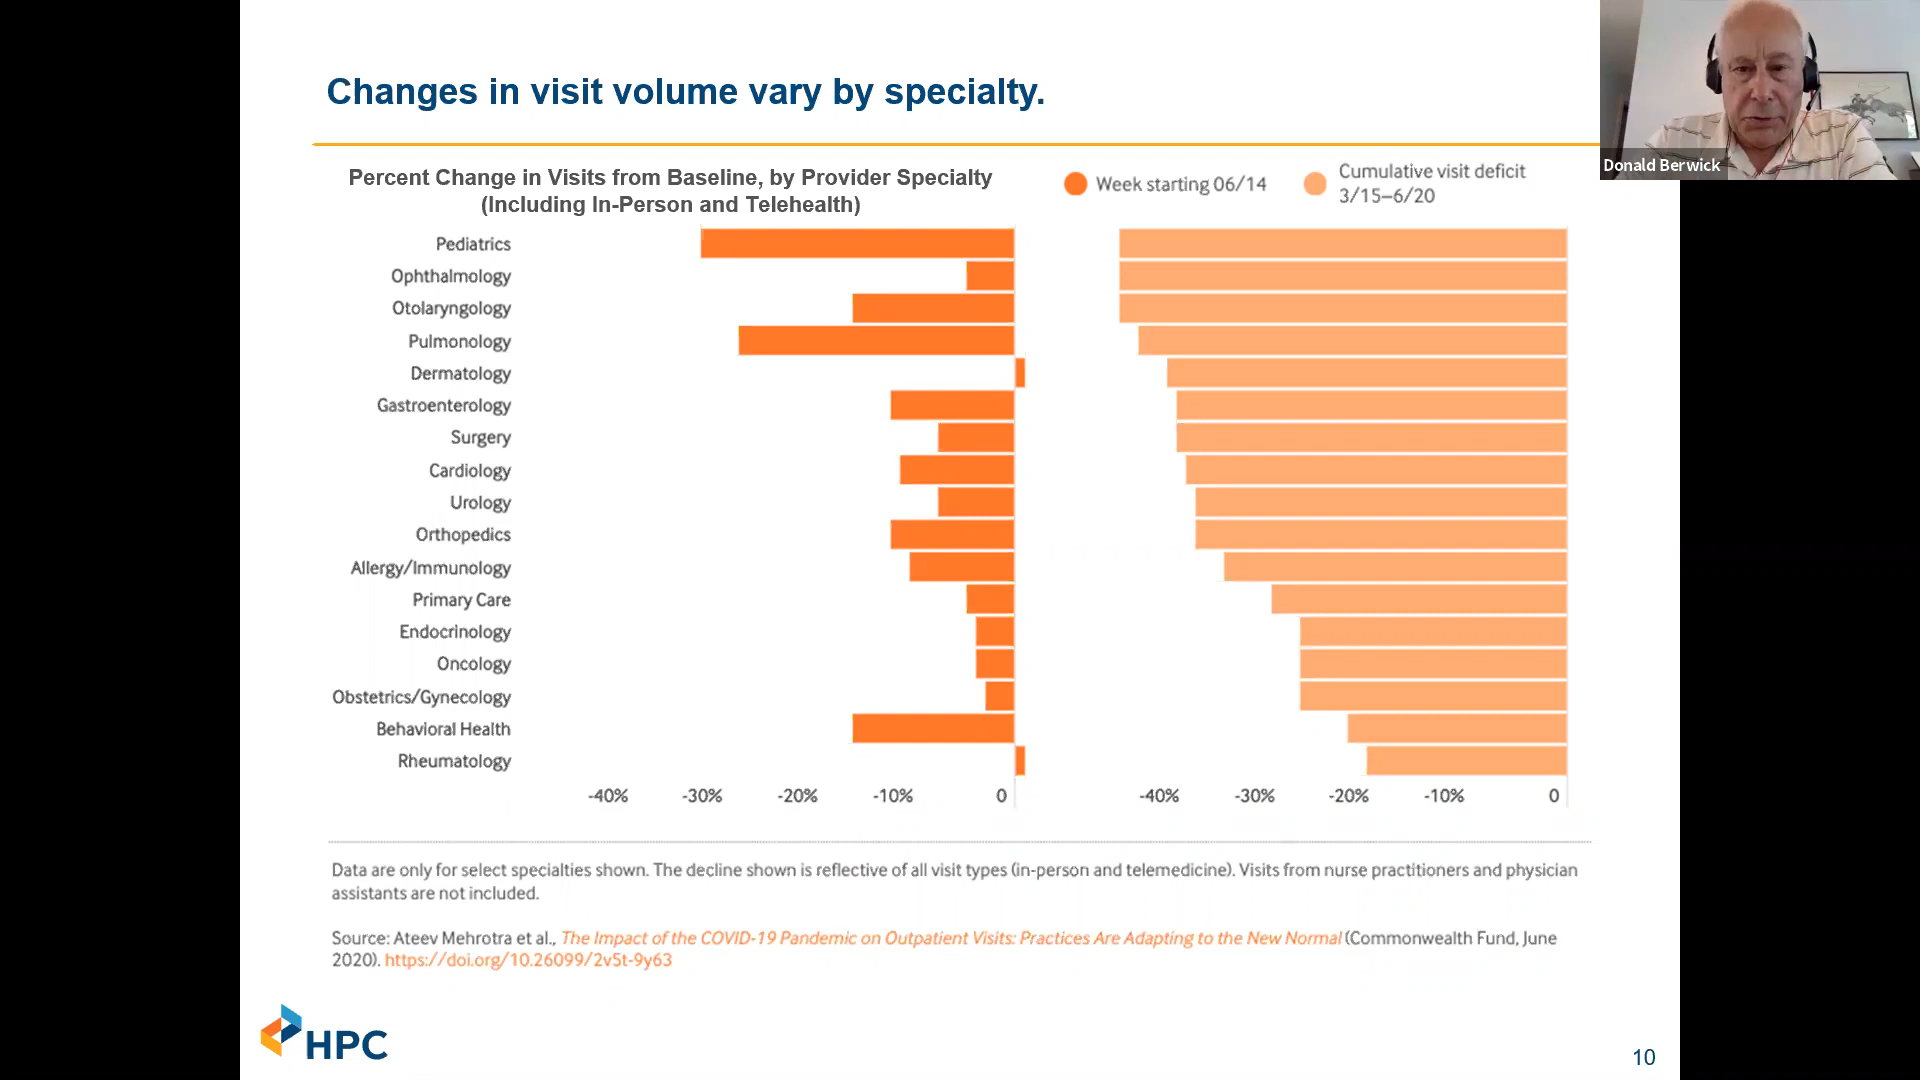 Changes in visit volume vary by specialty.
Donald Berwick
Percent Change in Visits from Baseline, by Provider Specialty
(Including In-Person and Telehealth)
Week starting 06/14
Cumulative visit deficit
3/15–6/20
Pediatrics
Ophthalmology
Otolaryngology
Pulmonology
Dermatology
Gastroenterology
Surgery
Cardiology
Urology
Orthopedics
Allergy/Immunology
Primary Care
Endocrinology
Oncology
Obstetrics/Gynecology
Behavioral Health
Rheumatology
-40% -30% -20% -10% 0 -40% -30% -20% -10% 0
Data are only for select specialties shown. The decline shown is reflective of all visit types (in-person and telemedicine). Visits from nurse practitioners and physician
assistants are not included.
Source: Ateev Mehrotra et al., The Impact of the COVID-19 Pandemic on Outpatient Visits: Practices Are Adapting to the New Normal (Commonwealth Fund, June
2020). https://doi.org/10.26099/2v5t-9y63
HPC
10